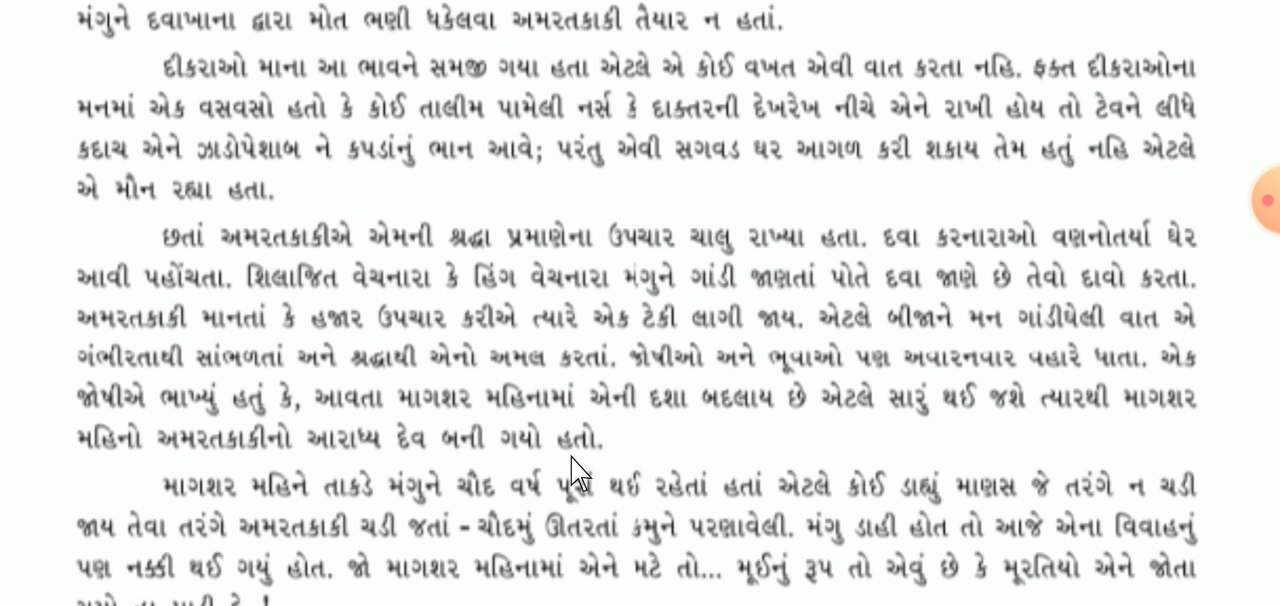 મંગુને દવાખાના દ્વારા મોત ભણી ધકેલવા અમરતકાકી તૈયાર ન હતાં.
દીકરાઓ માના આ ભાવને સમજી ગયા હતા એટલે એ કોઈ વખત એવી વાત કરતા નહિ. ફક્ત દીકરાઓના
મનમાં એક વસવસો હતો કે કોઈ તાલીમ પામેલી નર્સ કે દાક્તરની દેખરેખ નીચે એને રાખી હોય તો ટેવને લીધે
કદાચ એને ઝાડોપેશાબ ને કપડાંનું ભાન આવે; પરંતુ એવી સગવડ ઘર આગળ કરી શકાય તેમ હતું નહિ એટલે
એ મૌન રહ્યા હતા.
છતાં અમરતકાકીએ એમની શ્રદ્ધા પ્રમાણેના ઉપચાર ચાલુ રાખ્યા હતા. દવા કરનારાઓ વણનોતર્યા ઘેર
આવી પહોંચતા. શિલાજિત વેચનારા કે હિંગ વેચનારા મંગુને ગાંડી જાણતાં પોતે દવા જાણે છે તેવો દાવો કરતા.
અમરતકાકી માનતાં કે હજાર ઉપચાર કરીએ ત્યારે એક ટેકી લાગી જાય. એટલે બીજાને મન ગાંડીઘેલી વાત એ
ગંભીરતાથી સાંભળતાં અને શ્રદ્ધાથી એનો અમલ કરતાં. જોષીઓ અને ભૂવાઓ પણ અવારનવાર વહારે ધાતા. એક
જોષીએ ભાખ્યું હતું કે, આવતા માગશર મહિનામાં એની દશા બદલાય છે એટલે સારું થઈ જશે ત્યારથી માગશર
મહિનો અમરતકાકીનો આરાધ્ય દેવ બની ગયો હતો.
માગશર મહિને તાકડે મંગુને ચૌદ વર્ષ પૂરાં થઈ રહેતાં હતાં એટલે કોઈ ડાહ્યું માણસ જે તરંગે ન ચડી
જાય તેવા તરંગે અમરતકાકી ચડી જતાં - ચૌદમું ઊતરતાં કમુને પરણાવેલી. મંગુ ડાહી હોત તો આજે એના વિવાહનું
પણ નક્કી થઈ ગયું હોત. જો માગશર મહિનામાં એને મટે તો... મૂઈનું રૂપ તો એવું છે કે મૂરતિયો એને જોતા